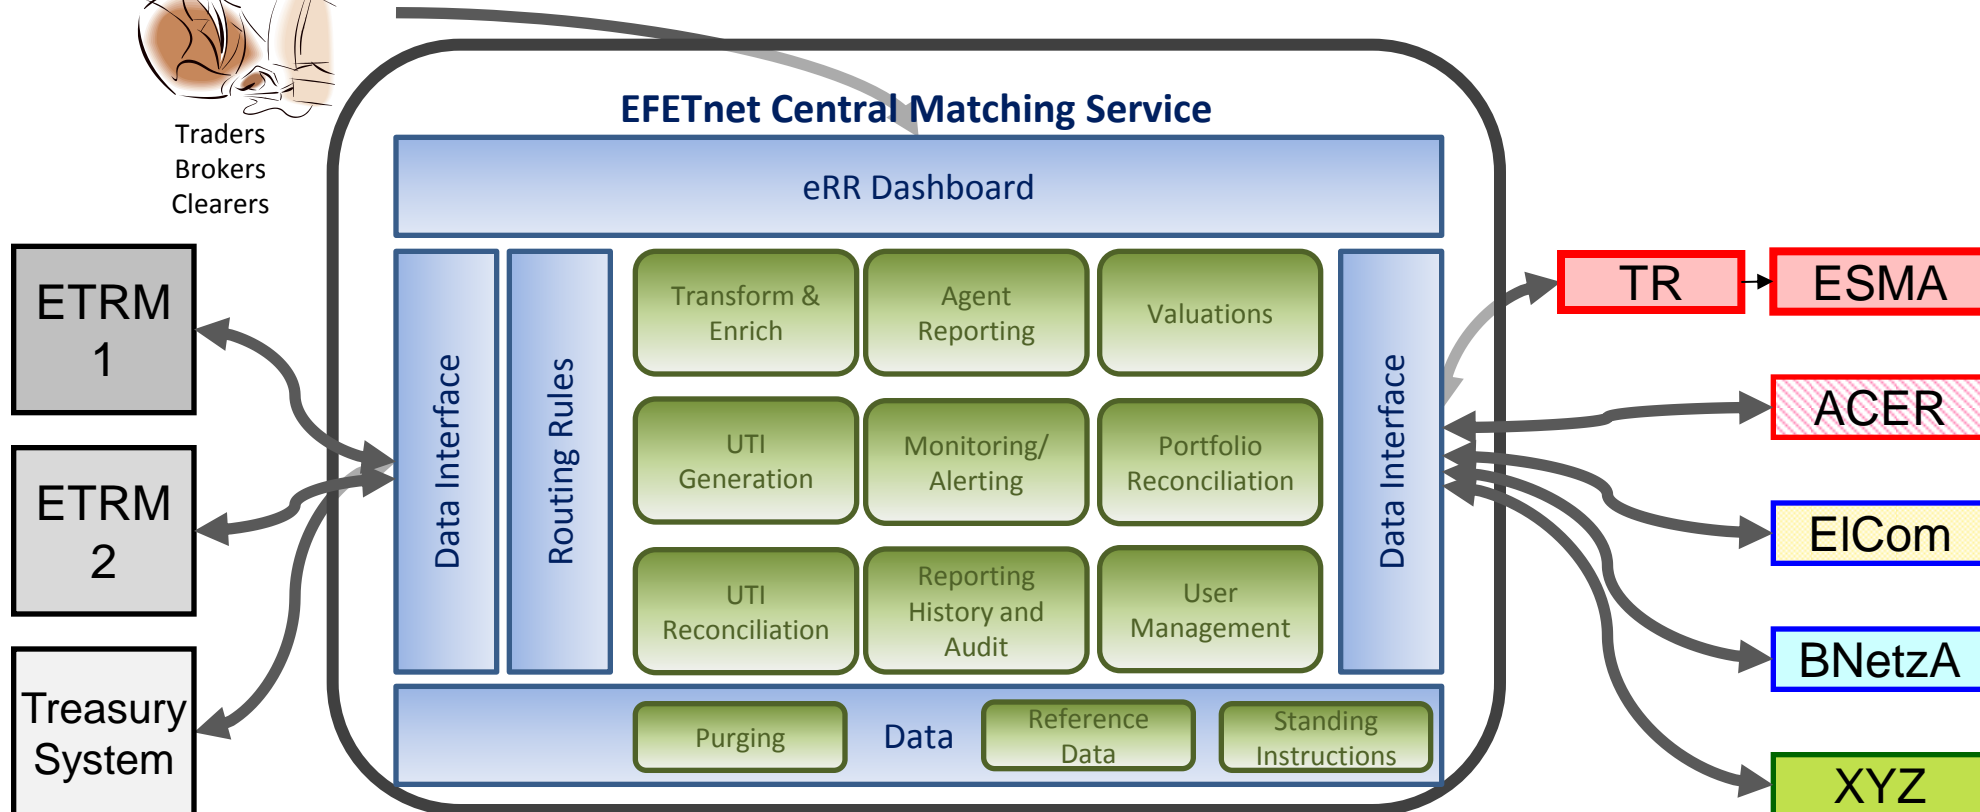 Traders
Brokers
Clearers
EFETnet Central Matching Service
eRR Dashboard
ETRM
1
ETRM
2
Treasury
System
Data Interface
Routing Rules
Transform &
Enrich
Agent
Reporting
Valuations
UTI
Generation
Monitoring/
Alerting
Portfolio
Reconciliation
UTI
Reconciliation
Reporting
History and
Audit
User
Management
Data Interface
Purging
Data
Reference
Data
Standing
Instructions
TR
ESMA
ACER
ElCom
BNetzA
XYZ